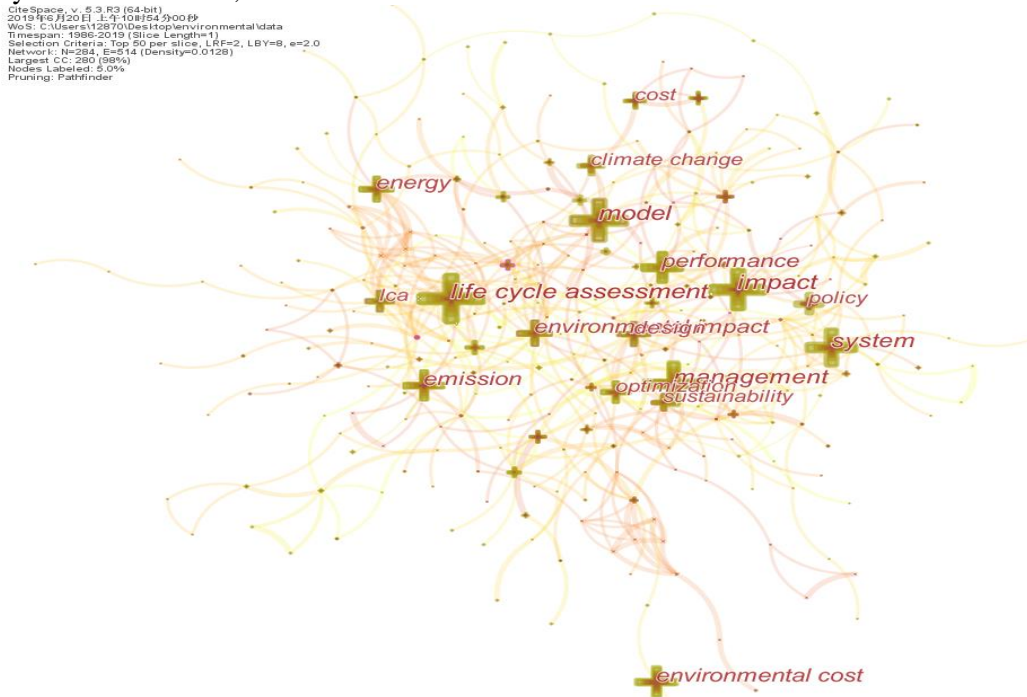 CiteSpace, v. 5.3.R3 (64-bit)
2019年6月20日 上午10时54分00秒
WoS: C:\Users\12870\Desktop\environmental\data
Timespan: 1986-2019 (Slice Length=1)
Selection Criteria: Top 50 per slice, LRF=2, LBY=8, e=2.0
Network: N=284, E=514 (Density=0.0128)
Largest CC: 280 (98%)
Nodes Labeled: 5.0%
Pruning: Pathfinder
cost
climate change
energy
model
performance
impact
lca
life cycle assessment
policy
environmental impact
design
system
emission
management
optimization
sustainability
environmental cost